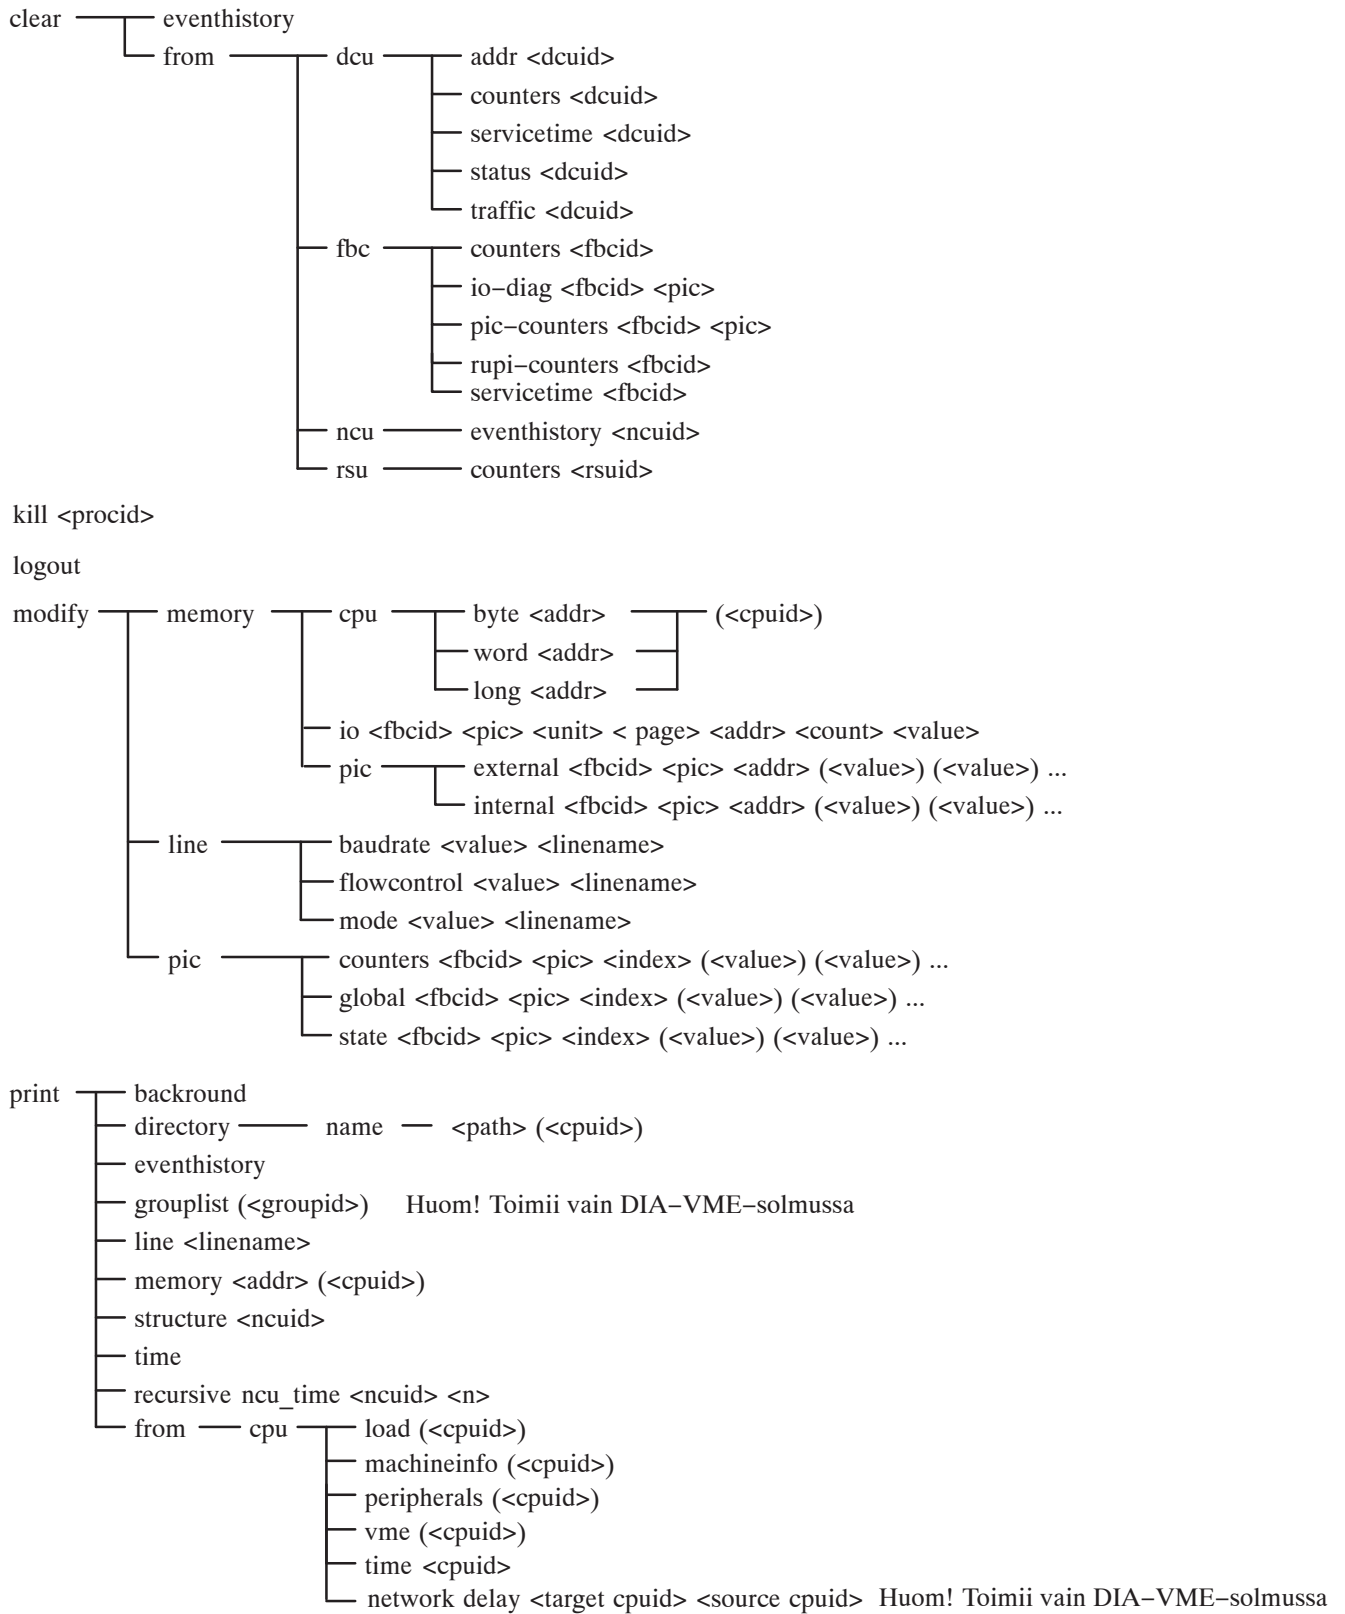 clear eventhistory
from dcu addr <dcuid>
counters <dcuid>
servicetime <dcuid>
status <dcuid>
traffic <dcuid>
fbc counters <fbcid>
io–diag <fbcid> <pic>
pic–counters <fbcid> <pic>
rupi–counters <fbcid>
servicetime <fbcid>
ncu eventhistory <ncuid>
rsu counters <rsuid>
kill <procid>
logout
modify memory cpu byte <addr> (<cpuid>)
word <addr>
long <addr>
io <fbcid> <pic> <unit> < page> <addr> <count> <value>
pic external <fbcid> <pic> <addr> (<value>) (<value>) ...
internal <fbcid> <pic> <addr> (<value>) (<value>) ...
line baudrate <value> <linename>
flowcontrol <value> <linename>
mode <value> <linename>
pic counters <fbcid> <pic> <index> (<value>) (<value>) ...
global <fbcid> <pic> <index> (<value>) (<value>) ...
state <fbcid> <pic> <index> (<value>) (<value>) ...
print backround
directory name <path> (<cpuid>)
eventhistory
grouplist (<groupid>) Huom! Toimii vain DIA–VME–solmussa
line <linename>
memory <addr> (<cpuid>)
structure <ncuid>
time
recursive ncu_time <ncuid> <n>
from cpu load (<cpuid>)
machineinfo (<cpuid>)
peripherals (<cpuid>)
vme (<cpuid>)
time <cpuid>
network delay <target cpuid> <source cpuid> Huom! Toimii vain DIA–VME–solmussa